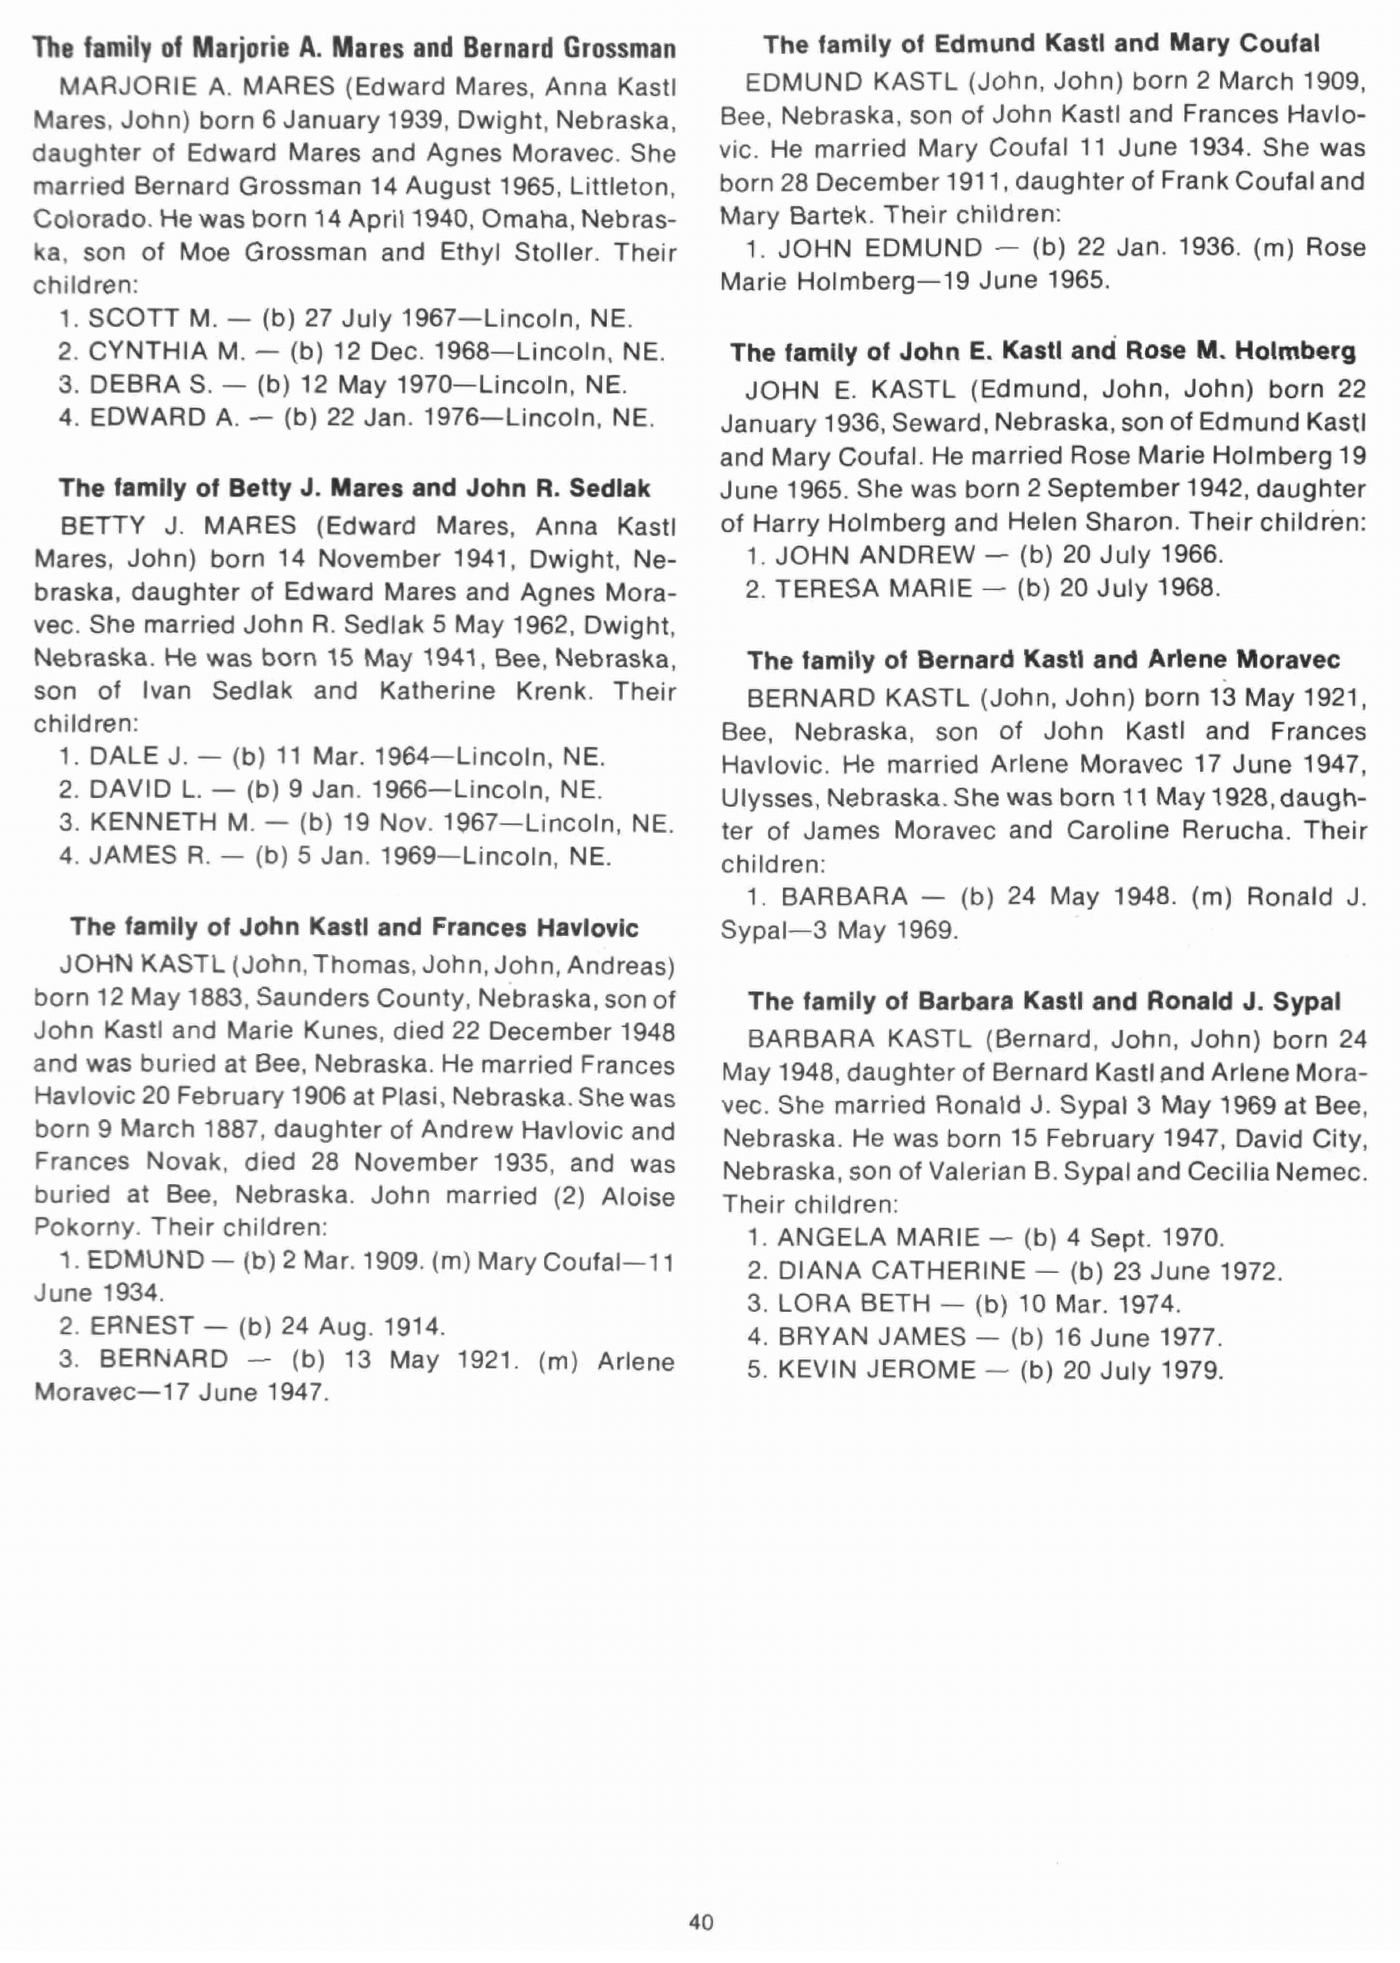 The family of Marjorie A. Mares and Bernard Grossman
MARJORIE A. MARES (Edward Mares, Anna Kastl
Mares, John) born 6 January 1939, Dwight, Nebraska,
daughter of Edward Mares and Agnes Moravec. She
married Bernard Grossman 14 August 1965, Littleton,
Colorado. He was born 14 April 1940, Omaha, Nebras-
ka, son of Moe Grossman and Ethyl Stoller. Their
children:
1. SCOTT M. — (b) 27 July 1967—Lincoln, NE.
2. CYNTHIA M. — (b) 12 Dec. 1968—Lincoln, NE.
3. DEBRA S. — (b) 12 May 1970—Lincoln, NE.
4. EDWARD A. — (b) 22 Jan. 1976—Lincoln, NE.
The family of Betty J. Mares and John R. Sedlak
BETTY J. MARES (Edward Mares, Anna Kastl
Mares, John) born 14 November 1941, Dwight, Ne-
braska, daughter of Edward Mares and Agnes Mora-
vec. She married John R. Sedlak 5 May 1962, Dwight,
Nebraska. He was born 15 May 1941, Bee, Nebraska,
son of Ivan Sedlak and Katherine Krenk. Their
children:
1. DALE J. — (b) 11 Mar. 1964—Lincoln, NE.
2. DAVID L. — (b) 9 Jan. 1966—Lincoln, NE.
3. KENNETH M. — (b) 19 Nov. 1967—Lincoln, NE.
4. JAMES R. — (b) 5 Jan. 1969—Lincoln, NE.
The family of John Kastl and Frances Havlovic
JOHN KASTL (John, Thomas, John, John, Andreas)
born 12 May 1883, Saunders County, Nebraska, son of
John Kastl and Marie Kunes, died 22 December 1948
and was buried at Bee, Nebraska. He married Frances
Havlovic 20 February 1906 at Plasi, Nebraska. She was
born 9 March 1887, daughter of Andrew Havlovic and
Frances Novak, died 28 November 1935, and was
buried at Bee, Nebraska. John married (2) Aloise
Pokorny. Their children:
1. EDMUND — (b) 2 Mar. 1909. (m) Mary Coufal—11
June 1934.
2. ERNEST — (b) 24 Aug. 1914.
3. BERNARD — (b) 13 May 1921. (m) Arlene
Moravec—17 June 1947.
The family of Edmund Kastl and Mary Coufal
EDMUND KASTL (John, John) born 2 March 1909,
Bee, Nebraska, son of John Kastl and Frances Havlo-
vic. He married Mary Coufal 11 June 1934. She was
born 28 December 1911, daughter of Frank Coufal and
Mary Bartek. Their children:
1. JOHN EDMUND — (b) 22 Jan. 1936. (m) Rose
Marie Holmberg—19 June 1965.
The family of John E. Kastl and Rose M. Holmberg
JOHN E. KASTL (Edmund, John, John) born 22
January 1936, Seward, Nebraska, son of Edmund Kastl
and Mary Coufal. He married Rose Marie Holmberg 19
June 1965. She was born 2 September 1942, daughter
of Harry Holmberg and Helen Sharon. Their children:
1. JOHN ANDREW — (b) 20 July 1966.
2. TERESA MARIE — (b) 20 July 1968.
The family of Bernard Kastl and Arlene Moravec
BERNARD KASTL (John, John) born 13 May 1921,
Bee, Nebraska, son of John Kastl and Frances
Havlovic. He married Arlene Moravec 17 June 1947,
Ulysses, Nebraska. She was born 11 May 1928, daugh-
ter of James Moravec and Caroline Rerucha. Their
children:
1. BARBARA — (b) 24 May 1948. (m) Ronald J.
Sypal—3 May 1969.
The family of Barbara Kastl and Ronald J. Sypal
BARBARA KASTL (Bernard, John, John) born 24
May 1948, daughter of Bernard Kastl and Arlene Mora-
vec. She married Ronald J. Sypal 3 May 1969 at Bee,
Nebraska. He was born 15 February 1947, David City,
Nebraska, son of Valerian B. Sypal and Cecilia Nemec.
Their children:
1. ANGELA MARIE — (b) 4 Sept. 1970.
2. DIANA CATHERINE — (b) 23 June 1972.
3. LORA BETH — (b) 10 Mar. 1974.
4. BRYAN JAMES — (b) 16 June 1977.
5. KEVIN JEROME — (b) 20 July 1979.
40